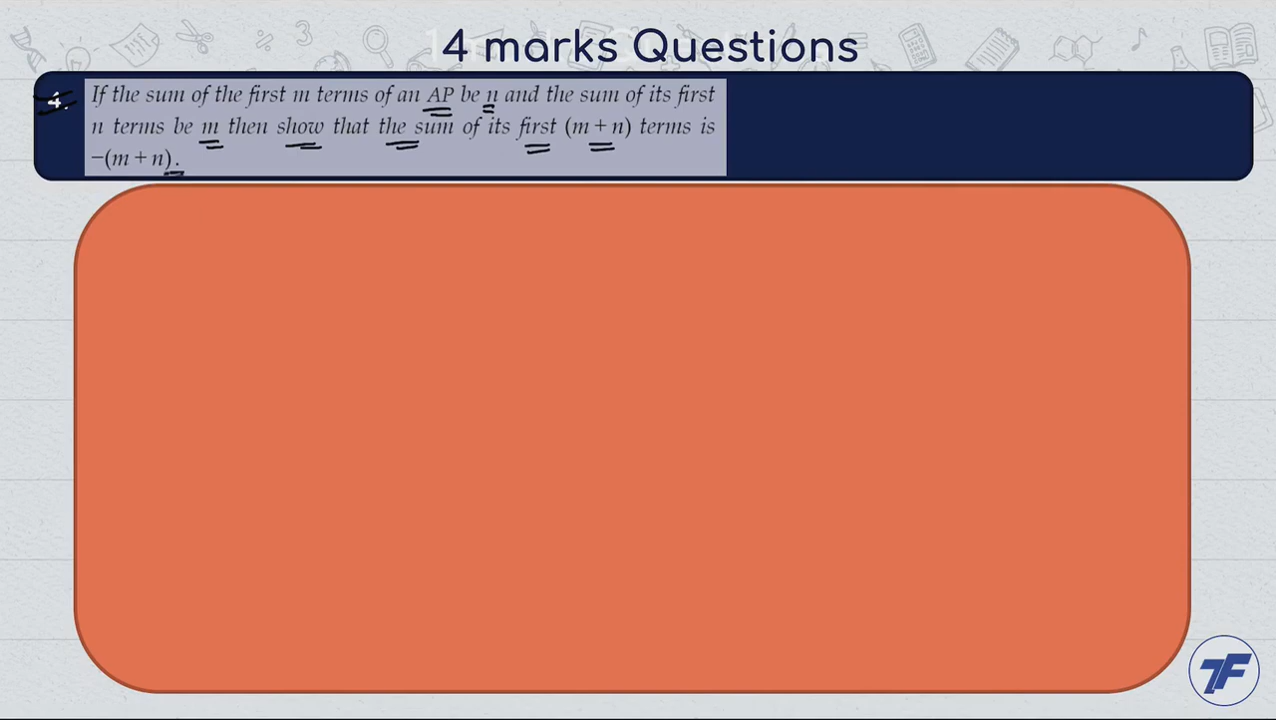 4 marks Questions
4.
If the sum of the first m terms of an AP be n and the sum of its first
n terms be m then show that the sum of its first (m + n) terms is
−(m + n).